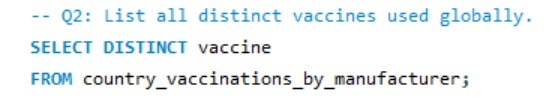 -- Q2: List all distinct vaccines used globally.
SELECT DISTINCT vaccine
FROM country_vaccinations_by_manufacturer;